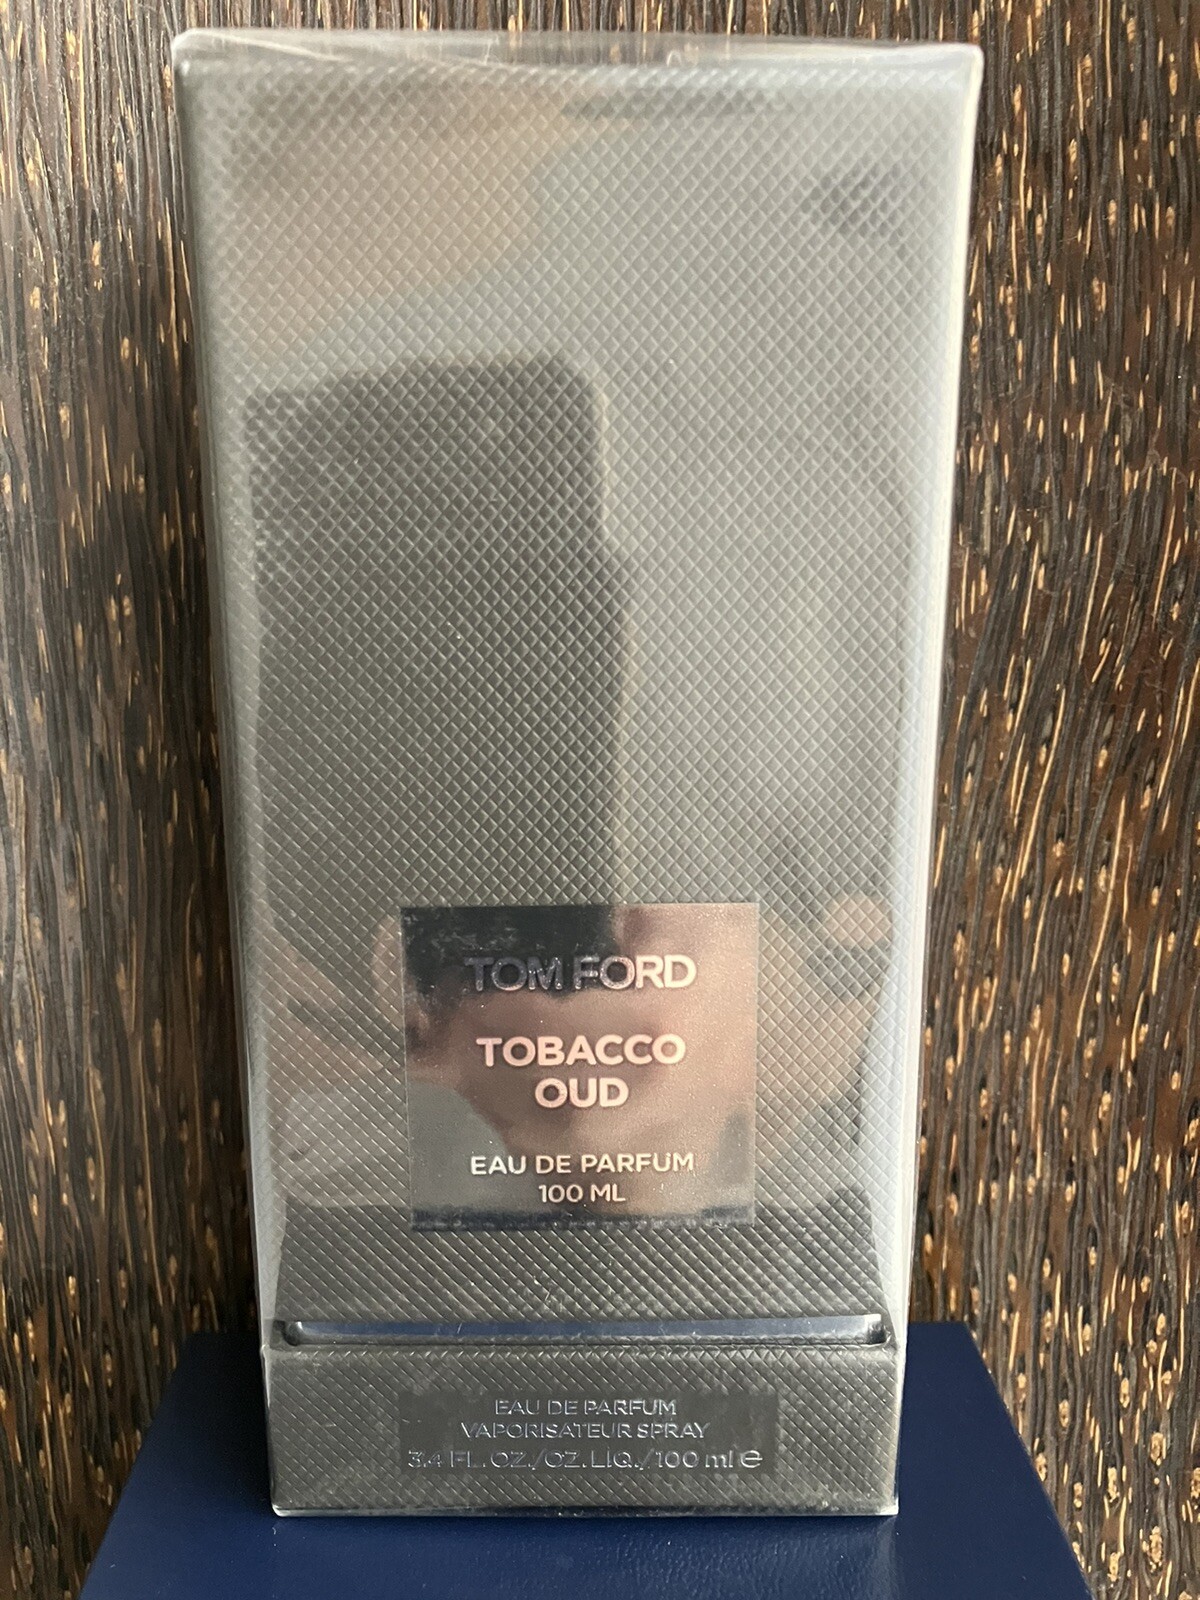 TOM FORD
TOBACCO
OUD
EAU DE PARFUM
100 ML
EAU DE PARFUM
VAPORISATEUR SPRAY
3.4 FL. OZ./OZ. LIQ./100 ml ℮